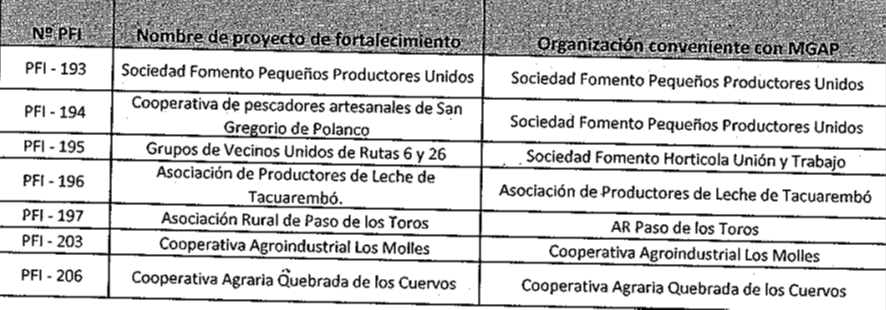 Nº PFI Nombre de proyecto de fortalecimiento Organización conveniente con MGAP
PFI - 193 Sociedad Fomento Pequeños Productores Unidos Sociedad Fomento Pequeños Productores Unidos
PFI - 194 Cooperativa de pescadores artesanales de San
Gregorio de Polanco Sociedad Fomento Pequeños Productores Unidos
PFI - 195 Grupos de Vecinos Unidos de Rutas 6 y 26 Sociedad Fomento Horticola Unión y Trabajo
PFI - 196 Asociación de Productores de Leche de
Tacuarembó. Asociación de Productores de Leche de Tacuarembó
PFI - 197 Asociación Rural de Paso de los Toros AR Paso de los Toros
PFI - 203 Cooperativa Agroindustrial Los Molles Cooperativa Agroindustrial Los Molles
PFI - 206 Cooperativa Agraria Quebrada de los Cuervos Cooperativa Agraria Quebrada de los Cuervos